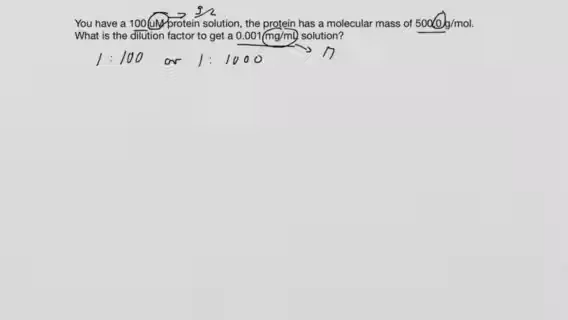 g/L
You have a 100 uM protein solution, the protein has a molecular mass of 5000 g/mol.
What is the dilution factor to get a 0.001 mg/ml solution?
1 : 100 or 1 : 1000